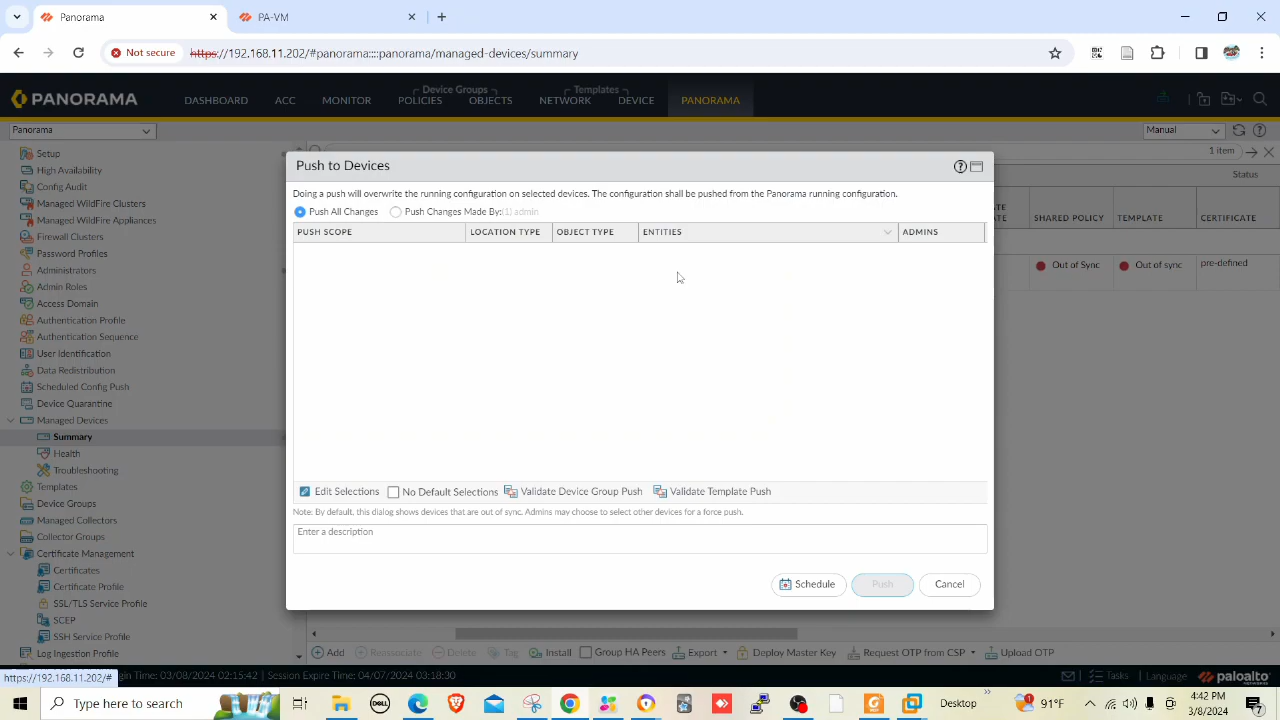 Panorama
PA-VM
Not secure
https://192.168.11.202/#panorama::::panorama/managed-devices/summary
PANORAMA
DASHBOARD
ACC
MONITOR
Device Groups
POLICIES
OBJECTS
Templates
NETWORK
DEVICE
PANORAMA
Panorama
Manual
Setup
High Availability
Config Audit
Managed WildFire Clusters
Managed WildFire Appliances
Firewall Clusters
Password Profiles
Administrators
Admin Roles
Access Domain
Authentication Profile
Authentication Sequence
User Identification
Data Redistribution
Scheduled Config Push
Device Quarantine
Managed Devices
Summary
Health
Troubleshooting
Templates
Device Groups
Managed Collectors
Collector Groups
Certificate Management
Certificates
Certificate Profile
SSL/TLS Service Profile
SCEP
SSH Service Profile
Log Ingestion Profile
1 item
Status
SHARED POLICY
TEMPLATE
CERTIFICATE
Out of Sync
Out of sync
pre-defined
Push to Devices
Doing a push will overwrite the running configuration on selected devices. The configuration shall be pushed from the Panorama running configuration.
Push All Changes
Push Changes Made By:(1) admin
PUSH SCOPE
LOCATION TYPE
OBJECT TYPE
ENTITIES
ADMINS
Edit Selections
No Default Selections
Validate Device Group Push
Validate Template Push
Note: By default, this dialog shows devices that are out of sync. Admins may choose to select other devices for a force push.
Enter a description
Schedule
Push
Cancel
Add
Reassociate
Delete
Tag
Install
Group HA Peers
Export
Deploy Master Key
Request OTP from CSP
Upload OTP
https://192.168.11.202/#
gin Time: 03/08/2024 02:15:42 | Session Expire Time: 04/07/2024 03:18:30
Tasks
Language
paloalto
NETWORKS
Type here to search
DELL
Desktop
91°F
4:42 PM
3/8/2024